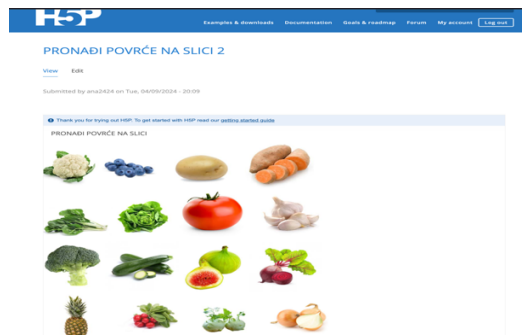 H5P
Examples & downloads Documentation Goals & roadmap Forum My account Log out
PRONAĐI POVRĆE NA SLICI 2
View Edit
Submitted by ana2424 on Tue, 04/09/2024 - 20:09
Thank you for trying out H5P. To get started with H5P read our getting started guide
PRONAĐI POVRĆE NA SLICI